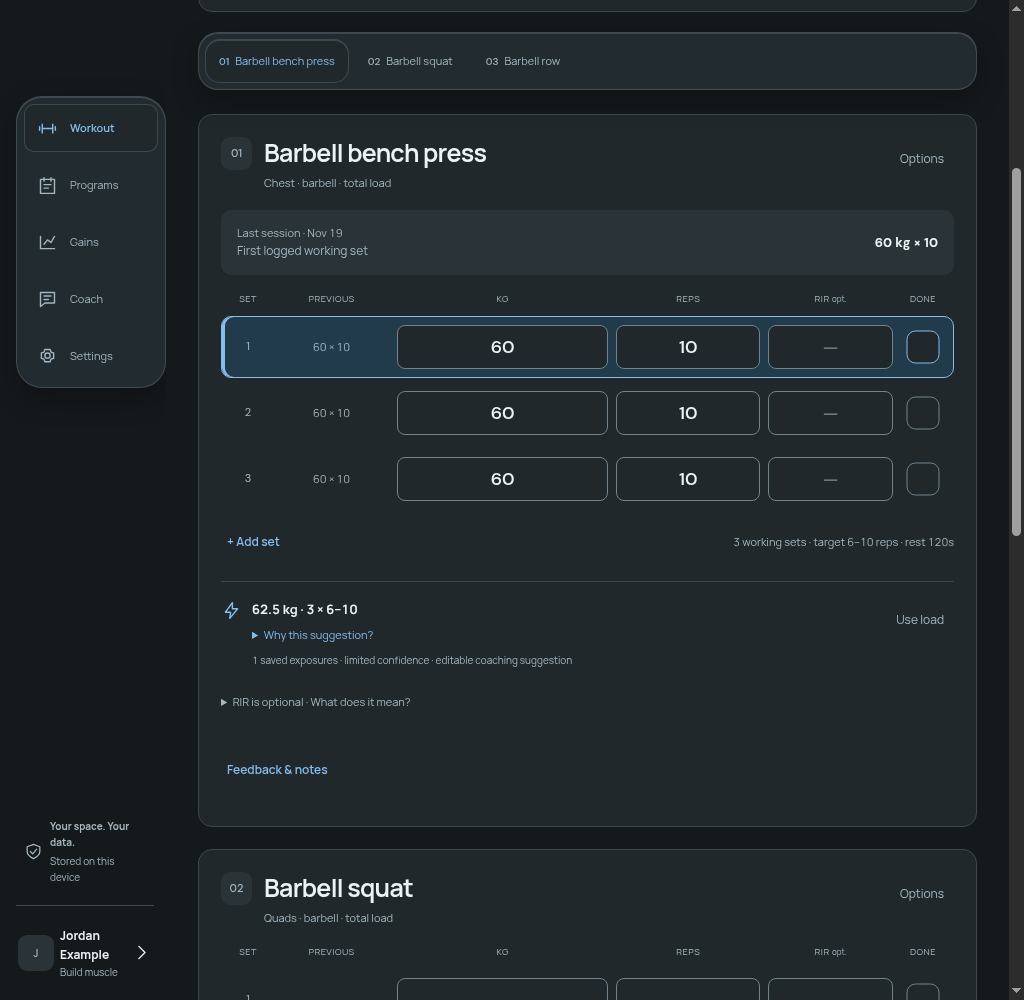 01 Barbell bench press
02 Barbell squat
03 Barbell row
Workout
Programs
Gains
Coach
Settings
Your space. Your
data.
Stored on this
device
J
Jordan
Example
Build muscle
01
Barbell bench press
Options
Chest · barbell · total load
Last session · Nov 19
First logged working set
60 kg × 10
SET PREVIOUS KG REPS RIR opt. DONE
1 60 × 10 60 10 —
2 60 × 10 60 10 —
3 60 × 10 60 10 —
+ Add set
3 working sets · target 6–10 reps · rest 120s
62.5 kg · 3 × 6–10
Use load
Why this suggestion?
1 saved exposures · limited confidence · editable coaching suggestion
RIR is optional · What does it mean?
Feedback & notes
02
Barbell squat
Options
Quads · barbell · total load
SET PREVIOUS KG REPS RIR opt. DONE
1